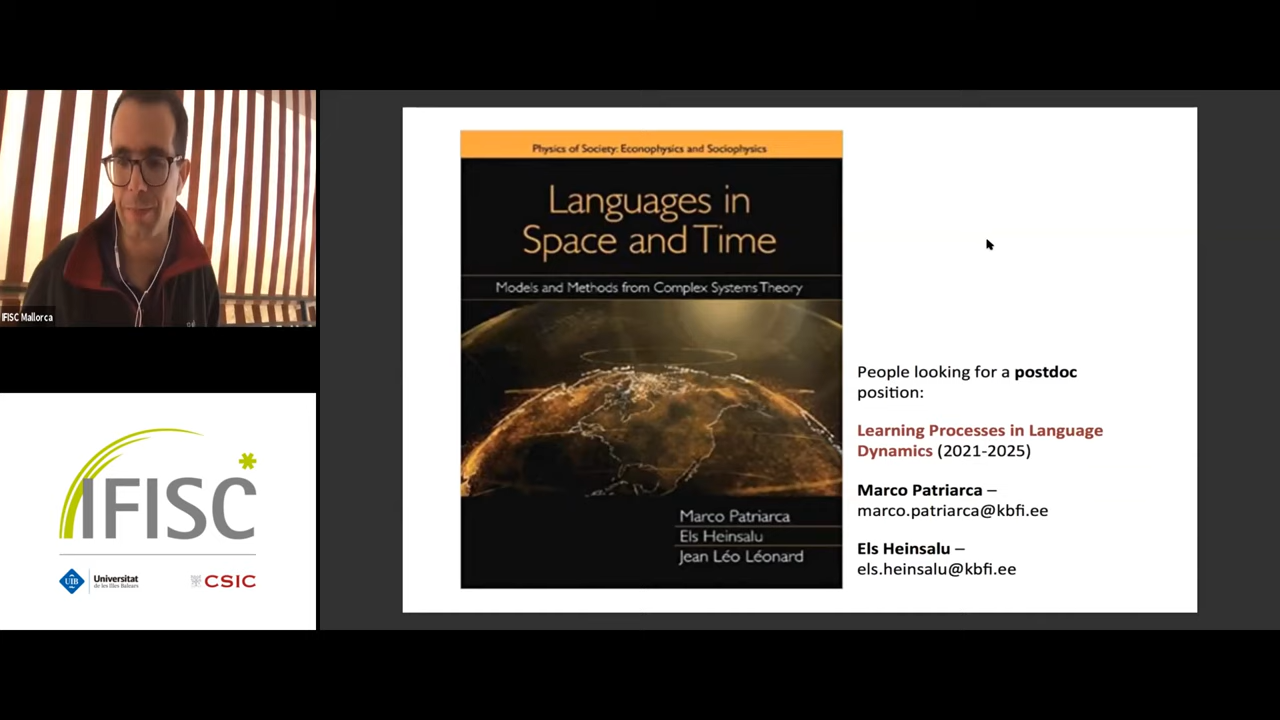 IFISC Mallorca
IFISC
UIB
Universitat
de les Illes Balears
CSIC
Physics of Society: Econophysics and Sociophysics
Languages in
Space and Time
Models and Methods from Complex Systems Theory
Marco Patriarca
Els Heinsalu
Jean Léo Léonard
People looking for a postdoc
position:
Learning Processes in Language
Dynamics (2021-2025)
Marco Patriarca –
marco.patriarca@kbfi.ee
Els Heinsalu –
els.heinsalu@kbfi.ee